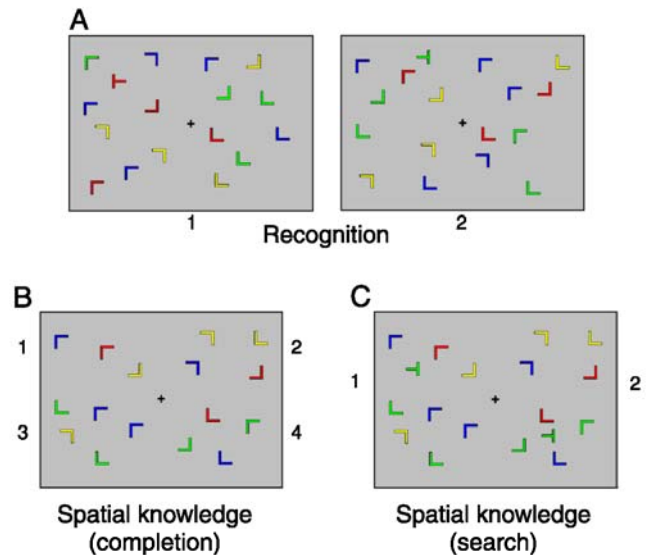 A
1
2
Recognition
B
C
1
2
3
4
1
2
Spatial knowledge
(completion)
Spatial knowledge
(search)